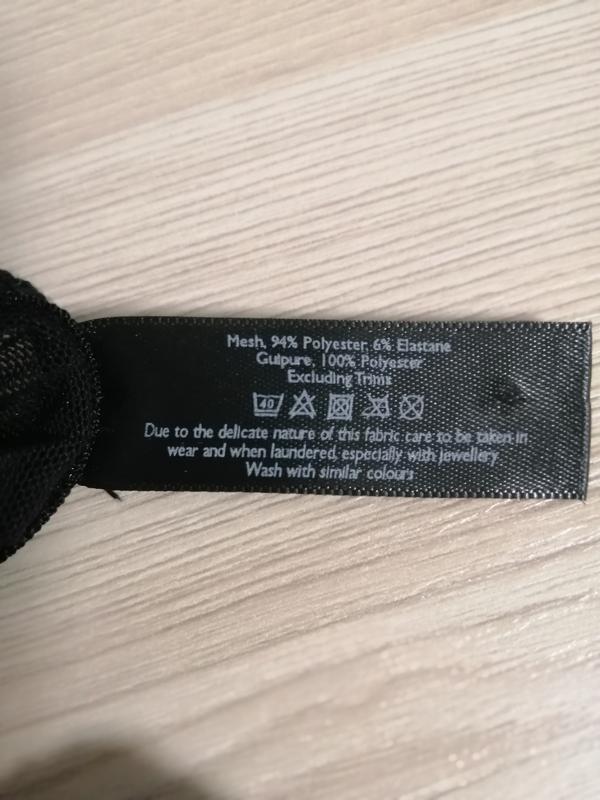 Mesh, 94% Polyester, 6% Elastane
Guipure, 100% Polyester
Excluding Trims
40
Due to the delicate nature of this fabric care to be taken in
wear and when laundered, especially with jewellery
Wash with similar colours